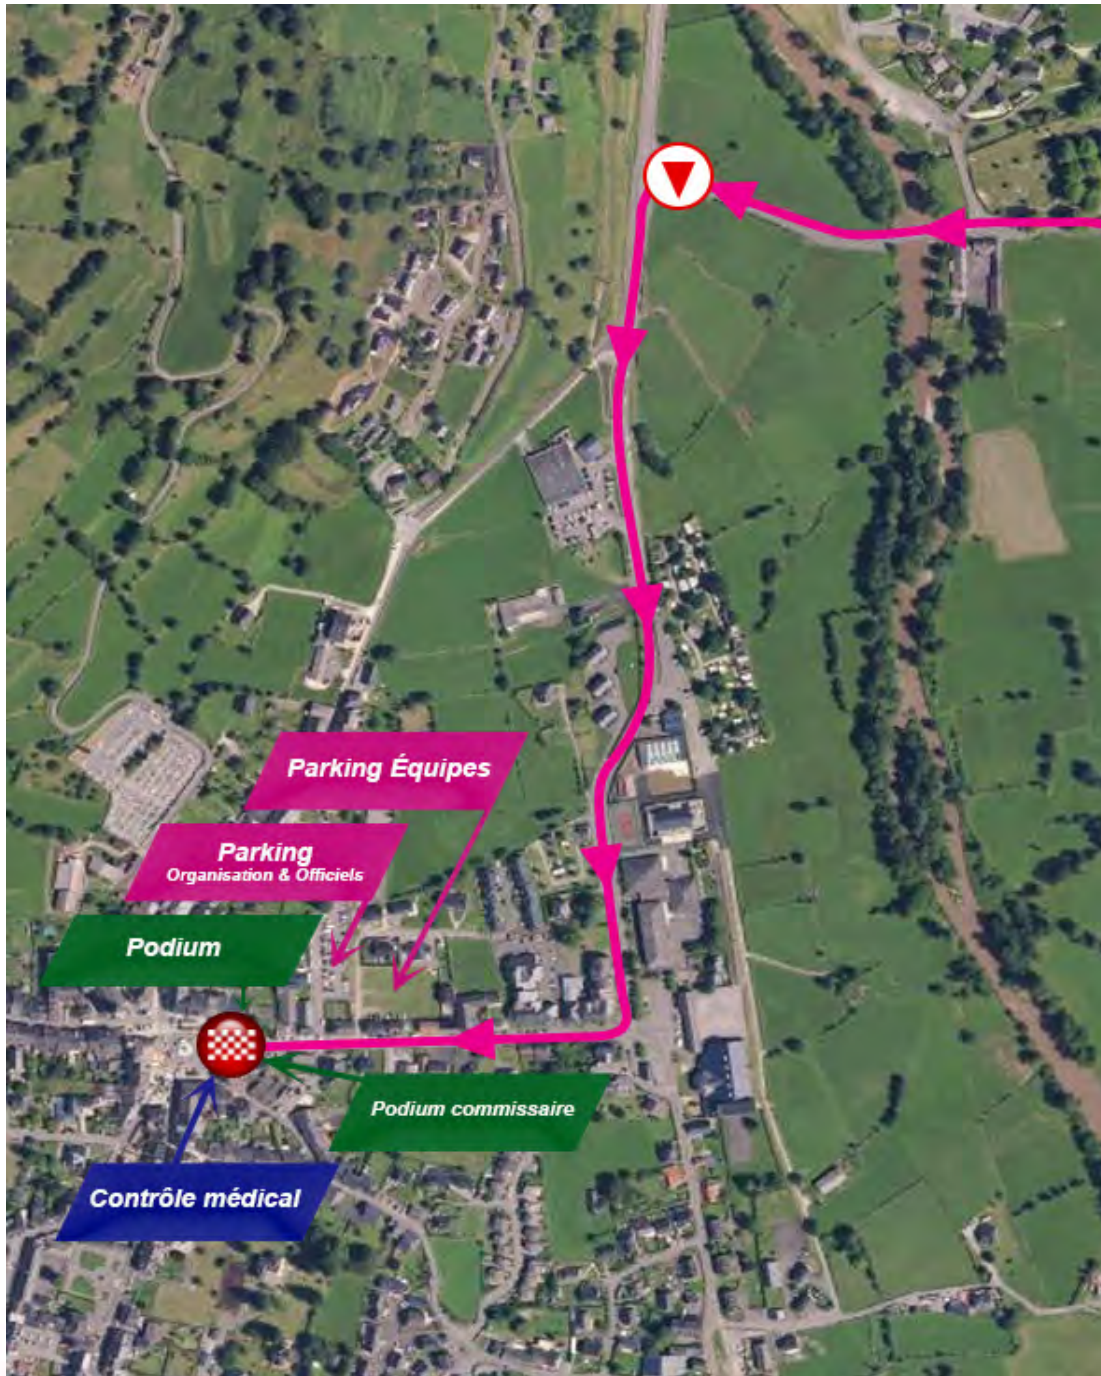 Parking Équipes
Parking
Organisation & Officiels
Podium
Podium commissaire
Contrôle médical